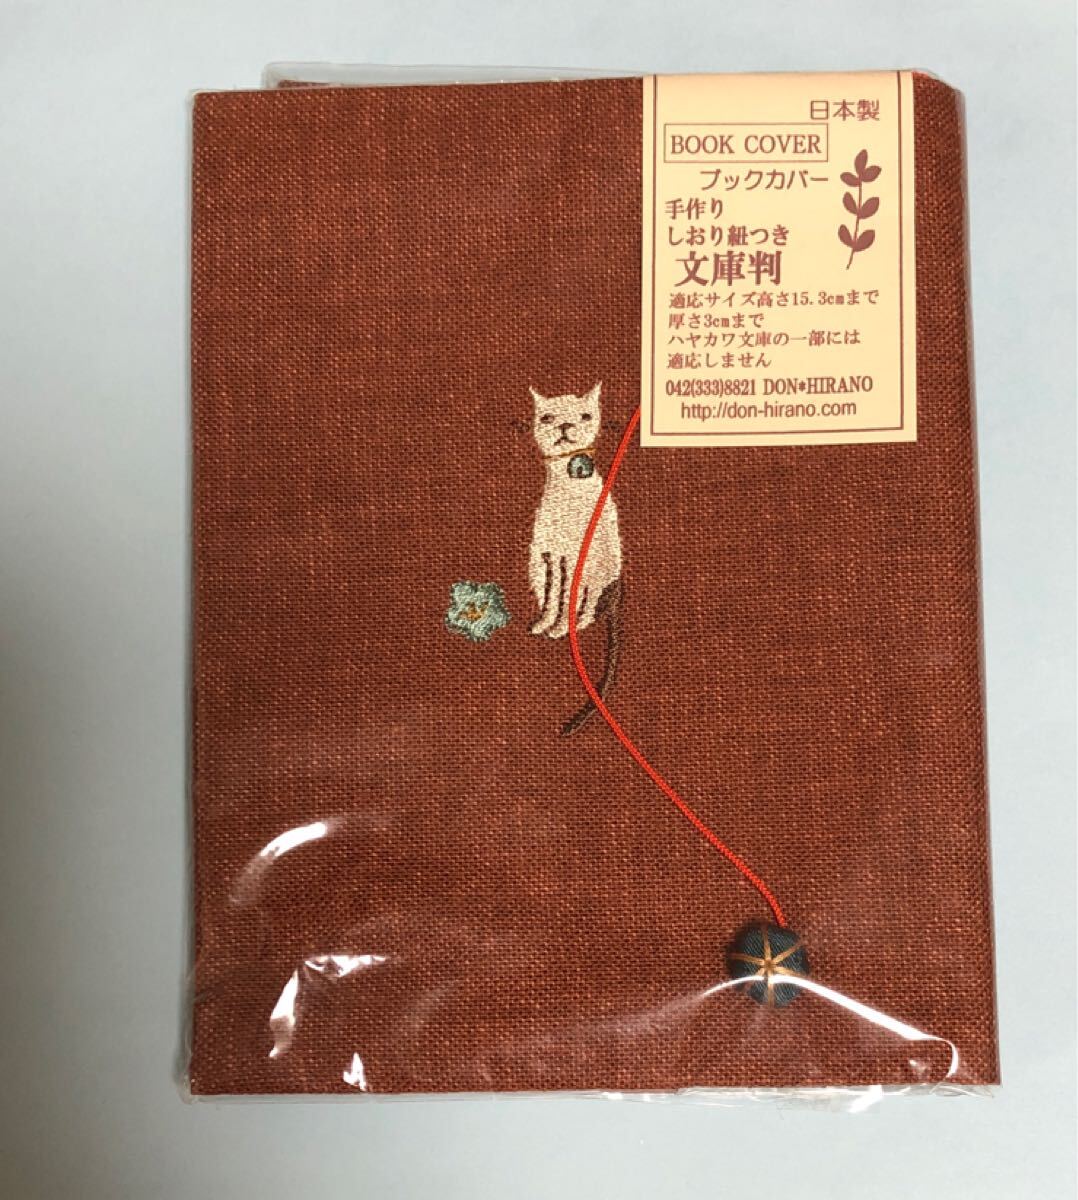 日本製
BOOK COVER
ブックカバー
手作り
しおり紐つき
文庫判
適応サイズ高さ15.3cmまで
厚さ3cmまで
ハヤカワ文庫の一部には
適応しません
042(333)8821 DON*HIRANO
http://don-hirano.com